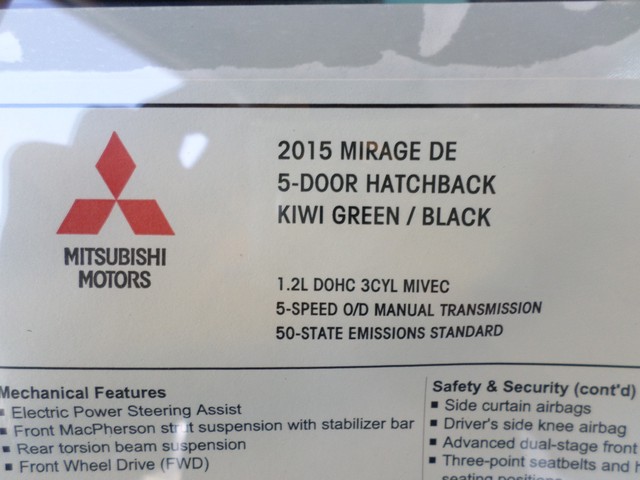 MITSUBISHI
MOTORS
2015 MIRAGE DE
5-DOOR HATCHBACK
KIWI GREEN / BLACK
1.2L DOHC 3CYL MIVEC
5-SPEED O/D MANUAL TRANSMISSION
50-STATE EMISSIONS STANDARD
Mechanical Features
▪ Electric Power Steering Assist
▪ Front MacPherson strut suspension with stabilizer bar
▪ Rear torsion beam suspension
▪ Front Wheel Drive (FWD)
Safety & Security (cont'd)
▪ Side curtain airbags
▪ Driver's side knee airbag
▪ Advanced dual-stage front
▪ Three-point seatbelts and
seating positions